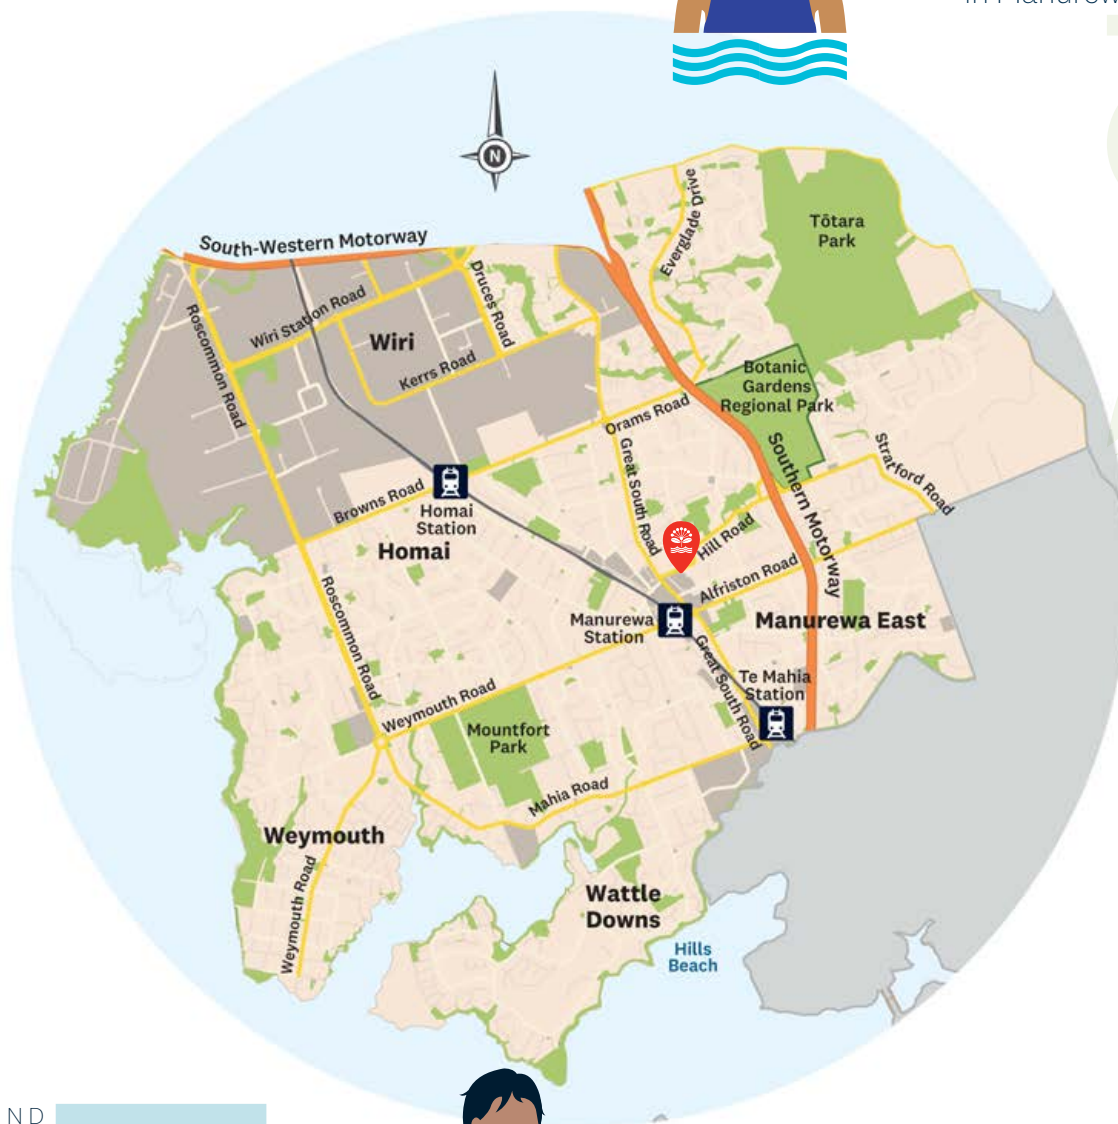 in Manurew
N
South-Western Motorway
Everglade Drive
Tōtara
Park
Roscommon Road
Wiri Station Road
Druces Road
Wiri
Kerrs Road
Botanic
Gardens
Regional Park
Orams Road
Great South Road
Southern Motorway
Stratford Road
Browns Road
Homai
Station
Homai
Hill Road
Alfriston Road
Roscommon Road
Manurewa
Station
Manurewa East
Great South Road
Te Mahia
Station
Weymouth Road
Mountfort
Park
Mahia Road
Weymouth
Weymouth Road
Wattle
Downs
Hills
Beach
ND